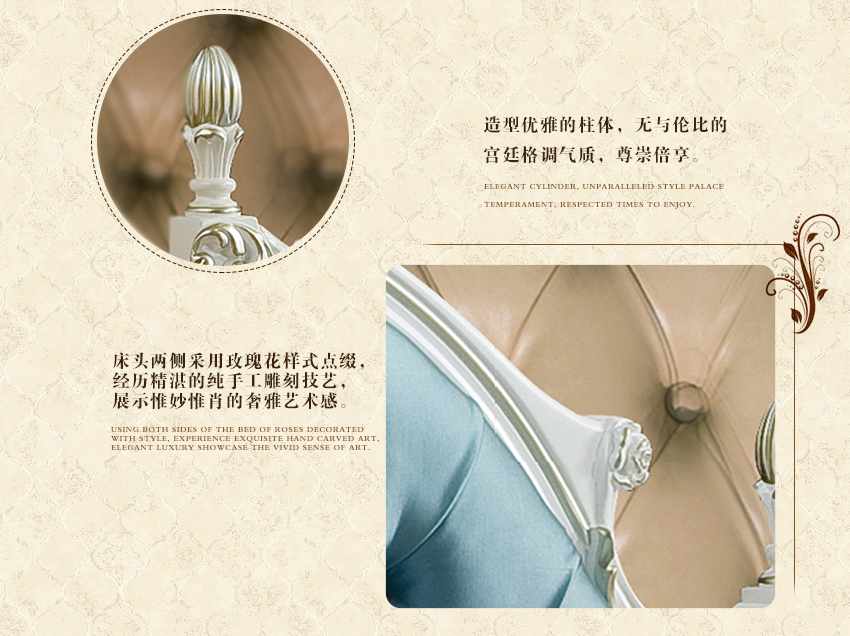 造型优雅的柱体，无与伦比的
宫廷格调气质，尊崇倍享。
ELEGANT CYLINDER, UNPARALLELED STYLE PALACE
TEMPERAMENT, RESPECTED TIMES TO ENJOY.
床头两侧采用玫瑰花样式点缀，
经历精湛的纯手工雕刻技艺，
展示惟妙惟肖的奢雅艺术感。
USING BOTH SIDES OF THE BED OF ROSES DECORATED
WITH STYLE, EXPERIENCE EXQUISITE HAND CARVED ART,
ELEGANT LUXURY SHOWCASE THE VIVID SENSE OF ART.